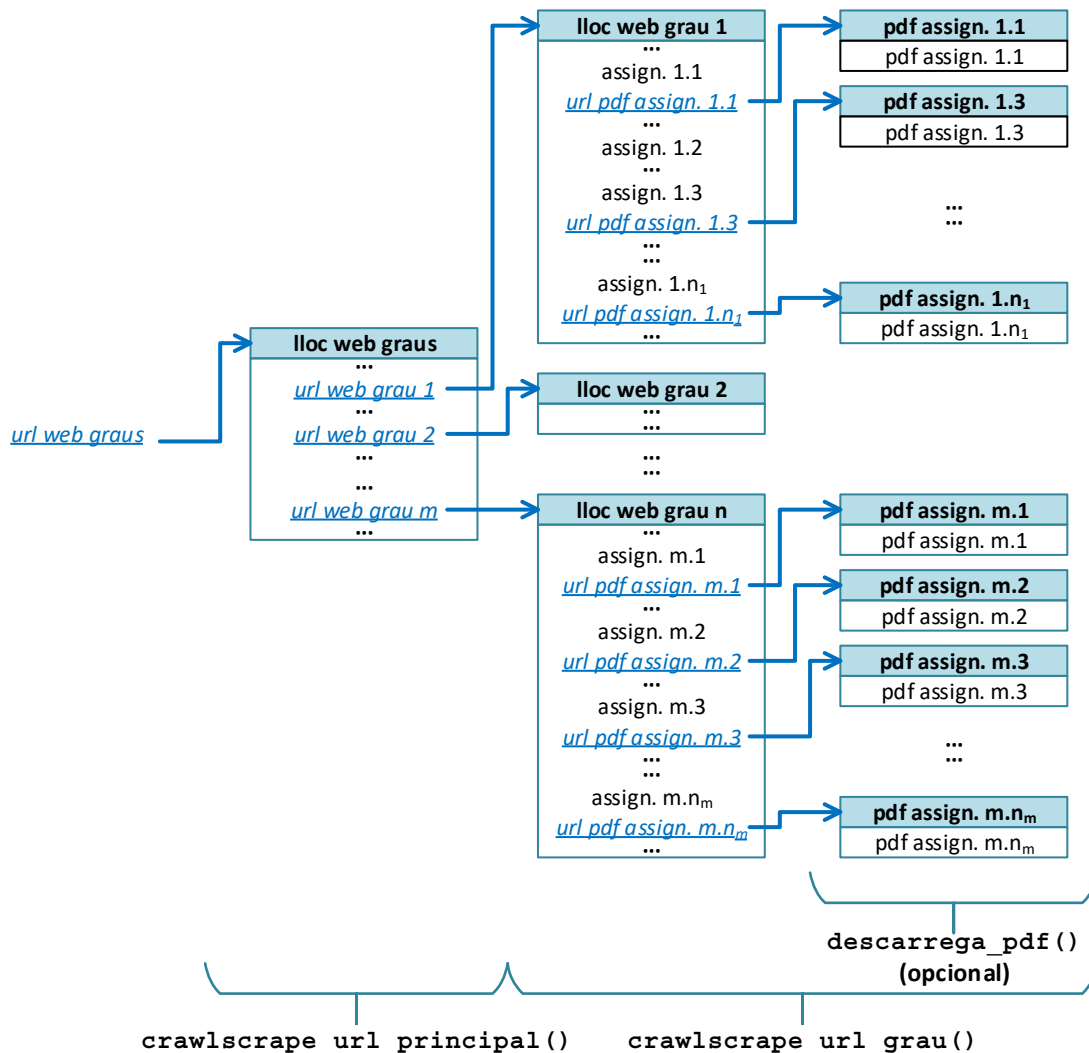 url web graus
lloc web graus
...
url web grau 1
...
url web grau 2
...
...
url web grau m
...
lloc web grau 1
...
assign. 1.1
url pdf assign. 1.1
...
assign. 1.2
...
assign. 1.3
url pdf assign. 1.3
...
...
assign. 1.n₁
url pdf assign. 1.n₁
...
lloc web grau 2
...
...
...
...
lloc web grau n
...
assign. m.1
url pdf assign. m.1
...
assign. m.2
url pdf assign. m.2
...
assign. m.3
url pdf assign. m.3
...
...
assign. m.nₘ
url pdf assign. m.nₘ
...
pdf assign. 1.1
pdf assign. 1.1
pdf assign. 1.3
pdf assign. 1.3
...
...
pdf assign. 1.n₁
pdf assign. 1.n₁
pdf assign. m.1
pdf assign. m.1
pdf assign. m.2
pdf assign. m.2
pdf assign. m.3
pdf assign. m.3
...
...
pdf assign. m.nₘ
pdf assign. m.nₘ
descarrega_pdf()
(opcional)
crawlscrape url principal()
crawlscrape url grau()